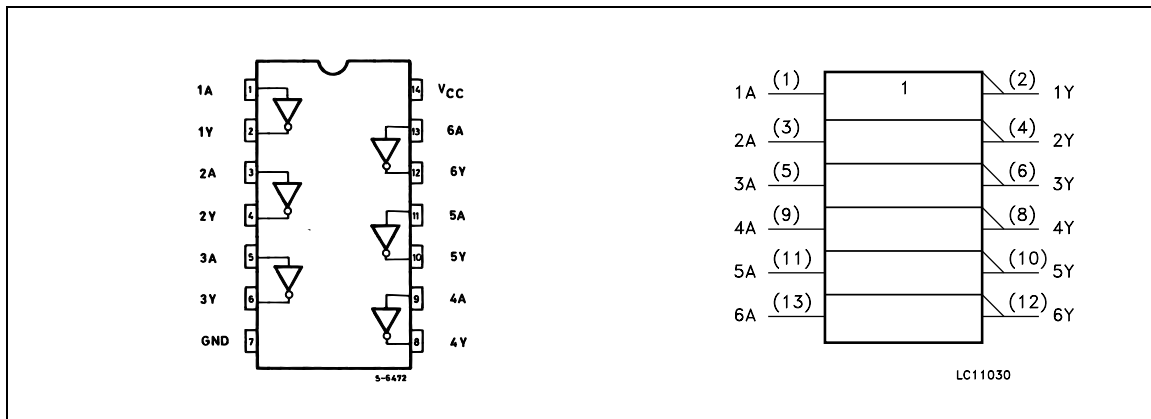 1A 1 14 VCC
1Y 2 13 6A
2A 3 12 6Y
2Y 4 11 5A
3A 5 10 5Y
3Y 6 9 4A
GND 7 8 4Y
S-6472
1A (1) 1 (2) 1Y
2A (3) (4) 2Y
3A (5) (6) 3Y
4A (9) (8) 4Y
5A (11) (10) 5Y
6A (13) (12) 6Y
LC11030